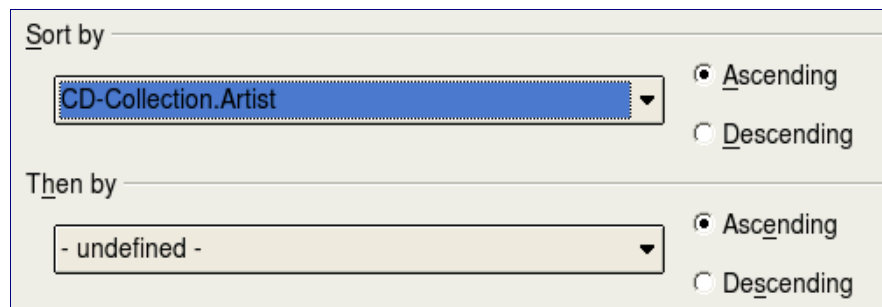 Sort by
CD-Collection.Artist
Ascending
Descending
Then by
- undefined -
Ascending
Descending